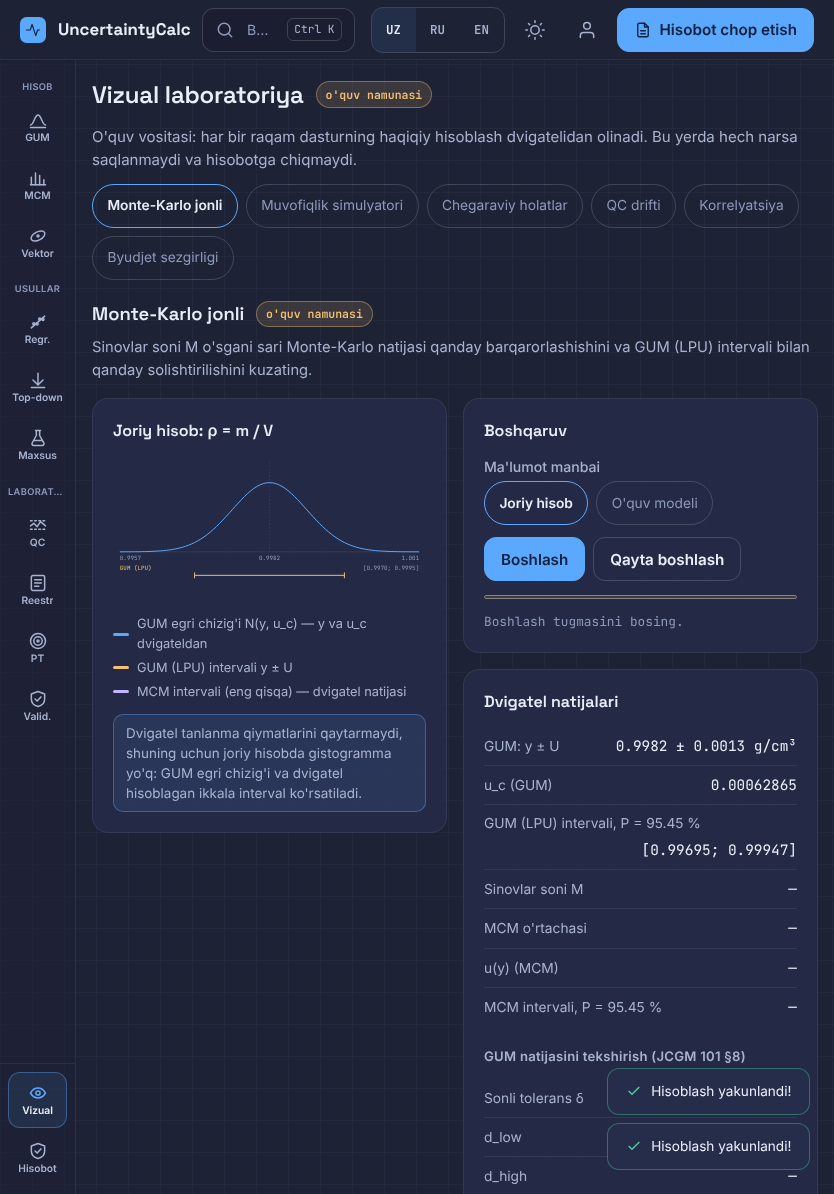 UncertaintyCalc
B...
Ctrl K
UZ
RU
EN
Hisobot chop etish
HISOB
GUM
MCM
Vektor
USULLAR
Regr.
Top-down
Maxsus
LABORAT...
QC
Reestr
PT
Valid.
Vizual
Hisobot
Vizual laboratoriya
o'quv namunasi
O'quv vositasi: har bir raqam dasturning haqiqiy hisoblash dvigatelidan olinadi. Bu yerda hech narsa
saqlanmaydi va hisobotga chiqmaydi.
Monte-Karlo jonli
Muvofiqlik simulyatori
Chegaraviy holatlar
QC drifti
Korrelyatsiya
Byudjet sezgirligi
Monte-Karlo jonli
o'quv namunasi
Sinovlar soni M o'sgani sari Monte-Karlo natijasi qanday barqarorlashishini va GUM (LPU) intervali bilan
qanday solishtirilishini kuzating.
Joriy hisob: ρ = m / V
0.9957
0.9982
1.001
GUM (LPU)
[0.9970; 0.9995]
GUM egri chizig'i N(y, u_c) — y va u_c
dvigateldan
GUM (LPU) intervali y ± U
MCM intervali (eng qisqa) — dvigatel natijasi
Dvigatel tanlanma qiymatlarini qaytarmaydi,
shuning uchun joriy hisobda gistogramma
yo'q: GUM egri chizig'i va dvigatel
hisoblagan ikkala interval ko'rsatiladi.
Boshqaruv
Ma'lumot manbai
Joriy hisob
O'quv modeli
Boshlash
Qayta boshlash
Boshlash tugmasini bosing.
Dvigatel natijalari
GUM: y ± U
0.9982 ± 0.0013 g/cm³
u_c (GUM)
0.00062865
GUM (LPU) intervali, P = 95.45 %
[0.99695; 0.99947]
Sinovlar soni M
—
MCM o'rtachasi
—
u(y) (MCM)
—
MCM intervali, P = 95.45 %
—
GUM natijasini tekshirish (JCGM 101 §8)
Sonli tolerans δ
Hisoblash yakunlandi!
d_low
Hisoblash yakunlandi!
d_high
—